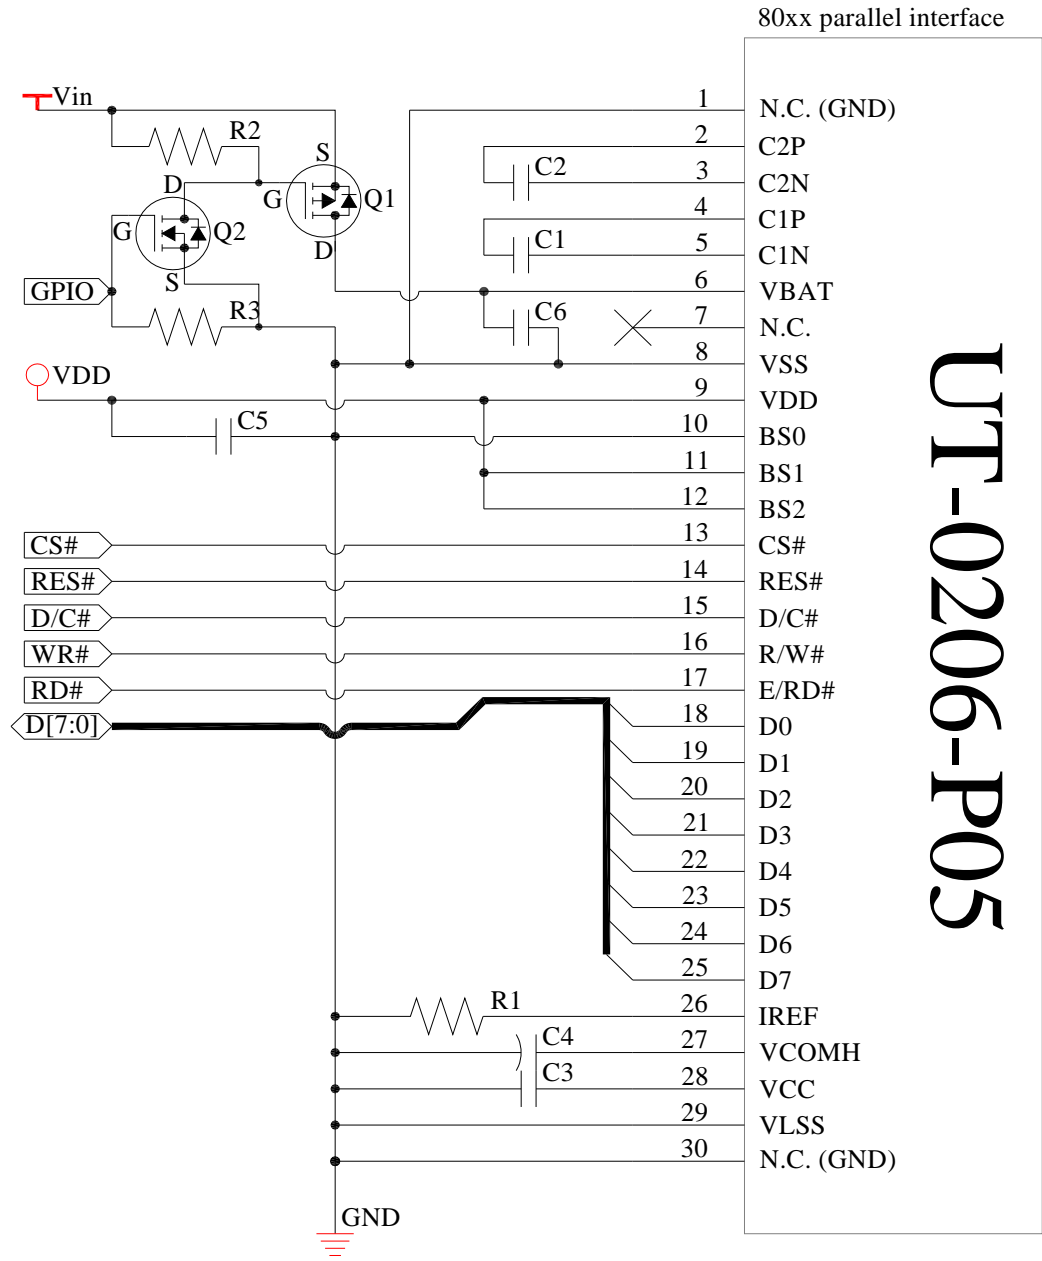 80xx parallel interface
Vin
R2
S
D
G
Q1
G
Q2
D
S
GPIO
R3
VDD
C5
C2
C1
C6
1 N.C. (GND)
2 C2P
3 C2N
4 C1P
5 C1N
6 VBAT
7 N.C.
8 VSS
9 VDD
10 BS0
11 BS1
12 BS2
CS# 13 CS#
RES# 14 RES#
D/C# 15 D/C#
WR# 16 R/W#
RD# 17 E/RD#
D[7:0] 18 D0
19 D1
20 D2
21 D3
22 D4
23 D5
24 D6
25 D7
R1 26 IREF
C4 27 VCOMH
C3 28 VCC
29 VLSS
30 N.C. (GND)
GND
UT-0206-P05